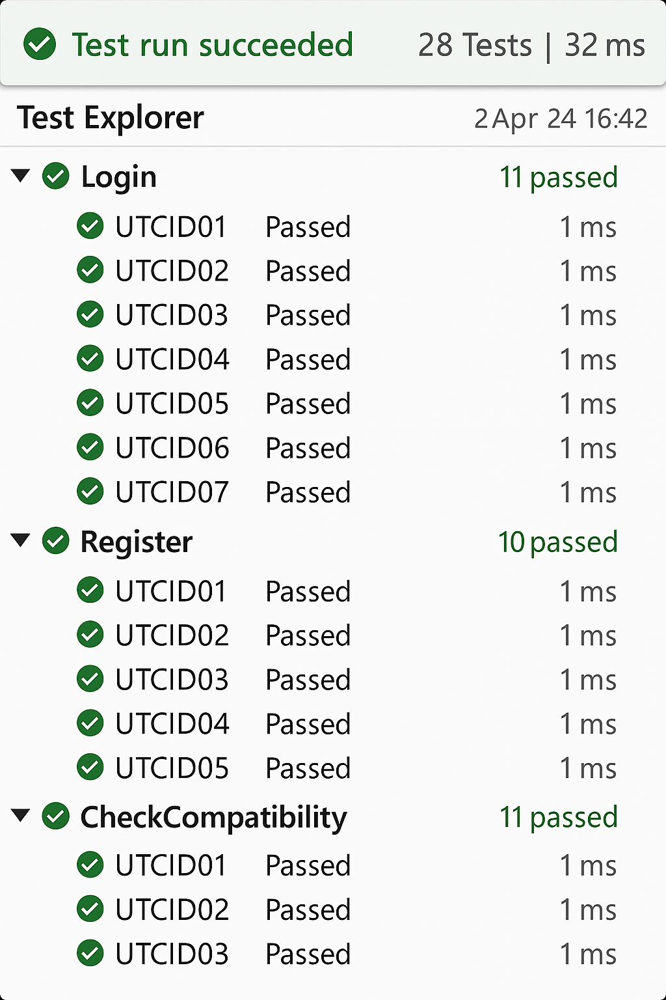 Test run succeeded 28 Tests | 32 ms
Test Explorer 2 Apr 24 16:42
Login 11 passed
UTCID01 Passed 1 ms
UTCID02 Passed 1 ms
UTCID03 Passed 1 ms
UTCID04 Passed 1 ms
UTCID05 Passed 1 ms
UTCID06 Passed 1 ms
UTCID07 Passed 1 ms
Register 10 passed
UTCID01 Passed 1 ms
UTCID02 Passed 1 ms
UTCID03 Passed 1 ms
UTCID04 Passed 1 ms
UTCID05 Passed 1 ms
CheckCompatibility 11 passed
UTCID01 Passed 1 ms
UTCID02 Passed 1 ms
UTCID03 Passed 1 ms